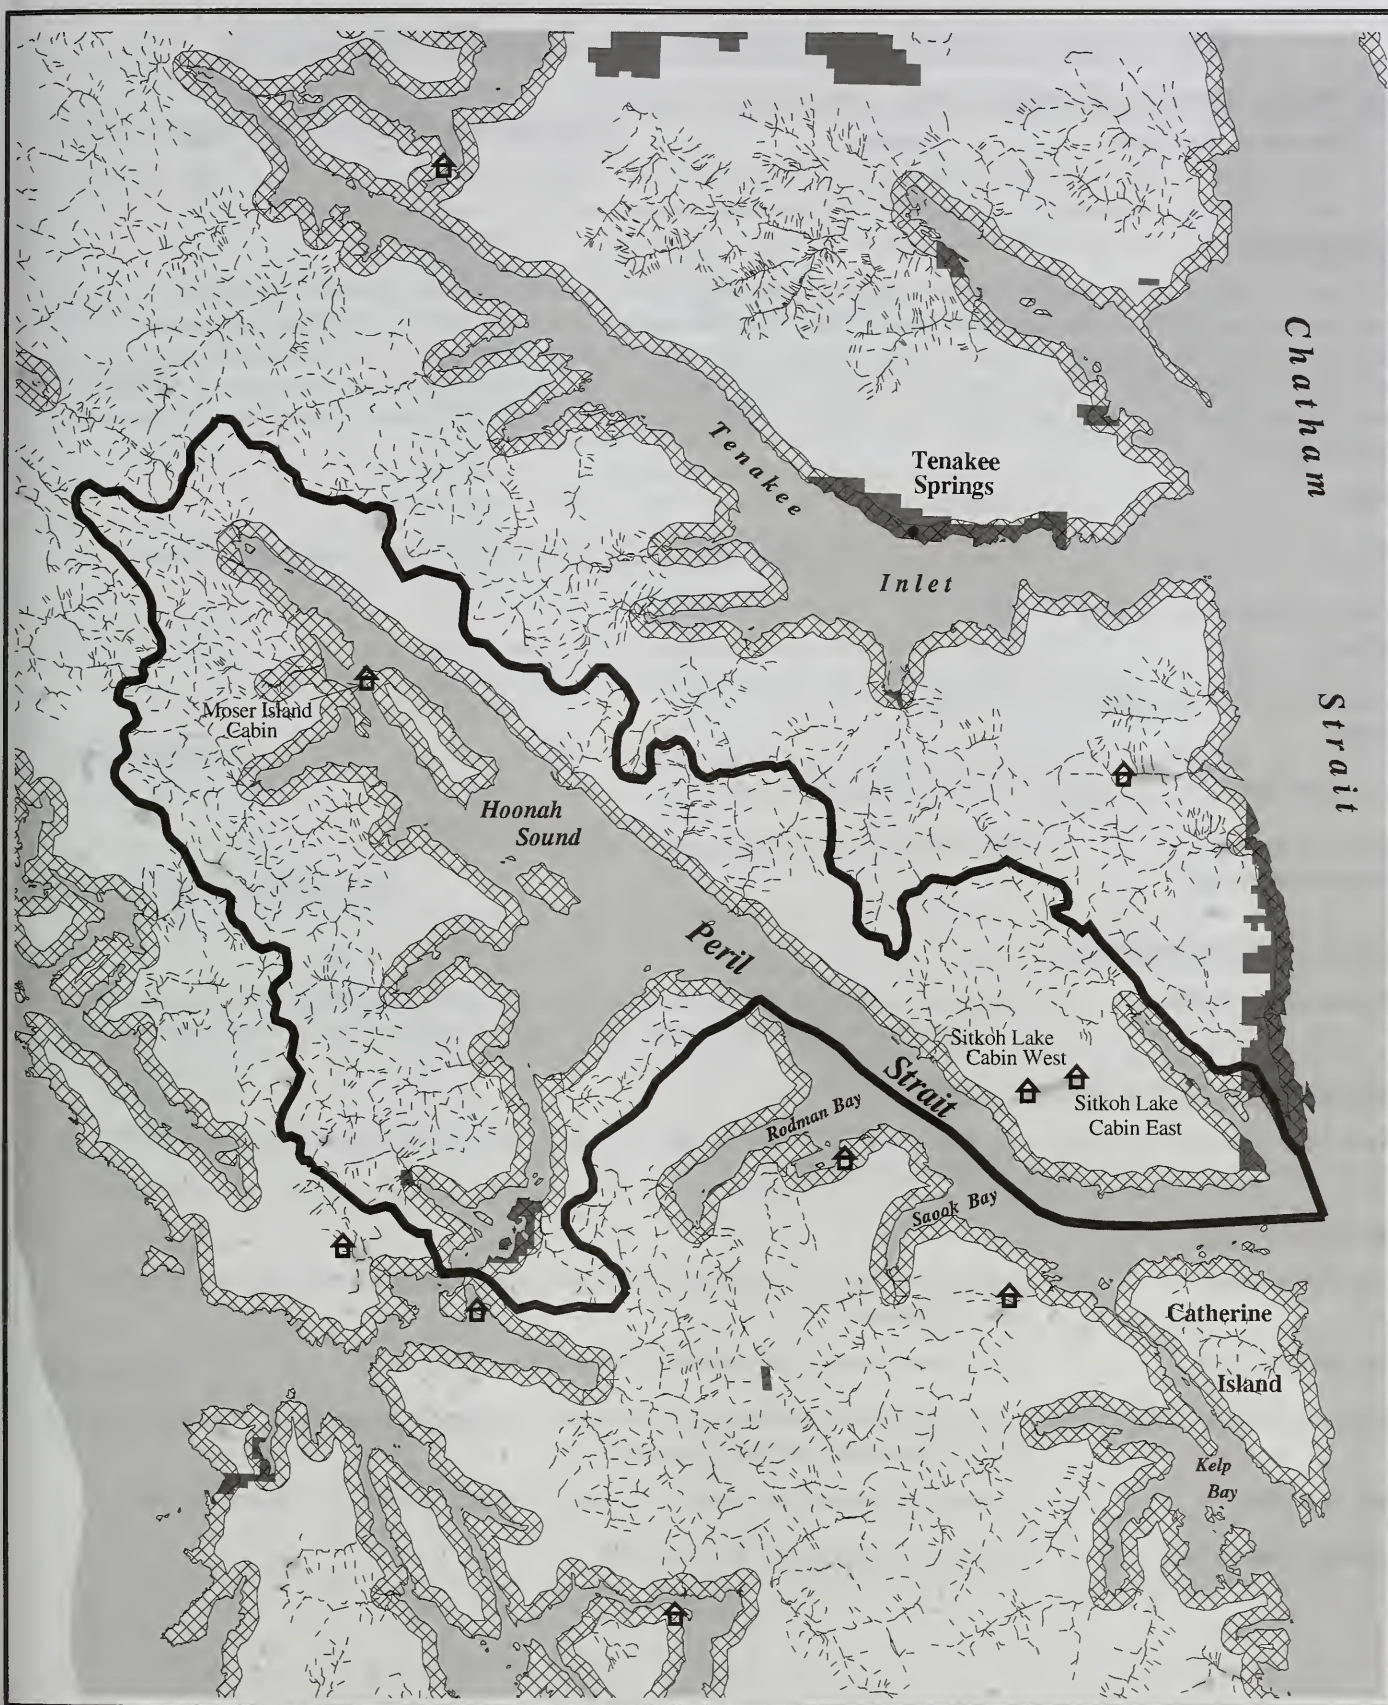 Chatham
Strait
Tenakee
Inlet
Tenakee
Springs
Moser Island
Cabin
Hoonah
Sound
Peril
Strait
Sitkoh Lake
Cabin West
Sitkoh Lake
Cabin East
Rodman Bay
Saook Bay
Catherine
Island
Kelp
Bay